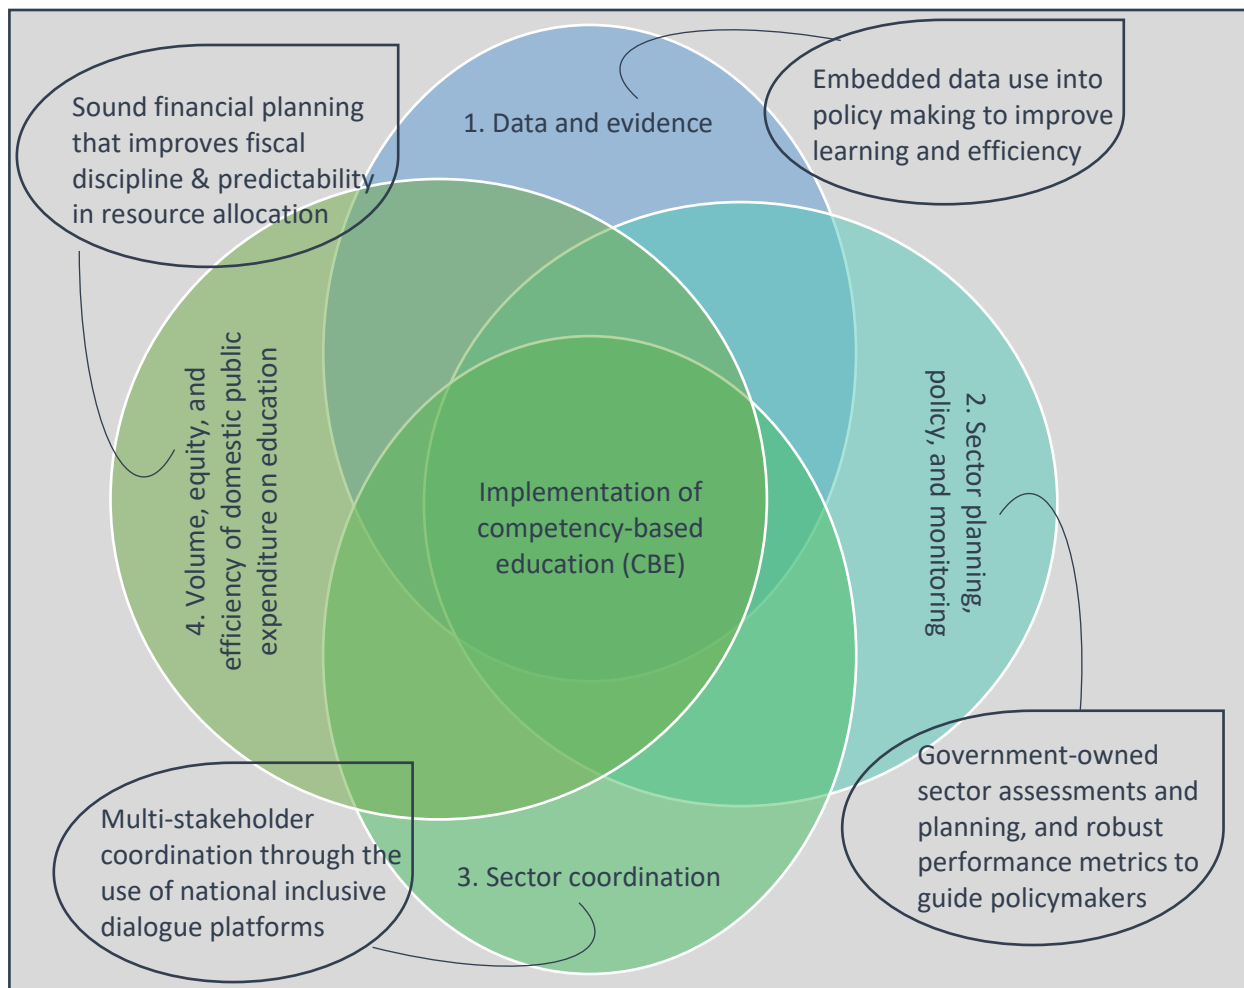 Sound financial planning
that improves fiscal
discipline & predictability
in resource allocation
1. Data and evidence
Embedded data use into
policy making to improve
learning and efficiency
4. Volume, equity, and
efficiency of domestic public
expenditure on education
Implementation of
competency-based
education (CBE)
2. Sector planning,
policy, and monitoring
Multi-stakeholder
coordination through the
use of national inclusive
dialogue platforms
3. Sector coordination
Government-owned
sector assessments and
planning, and robust
performance metrics to
guide policymakers